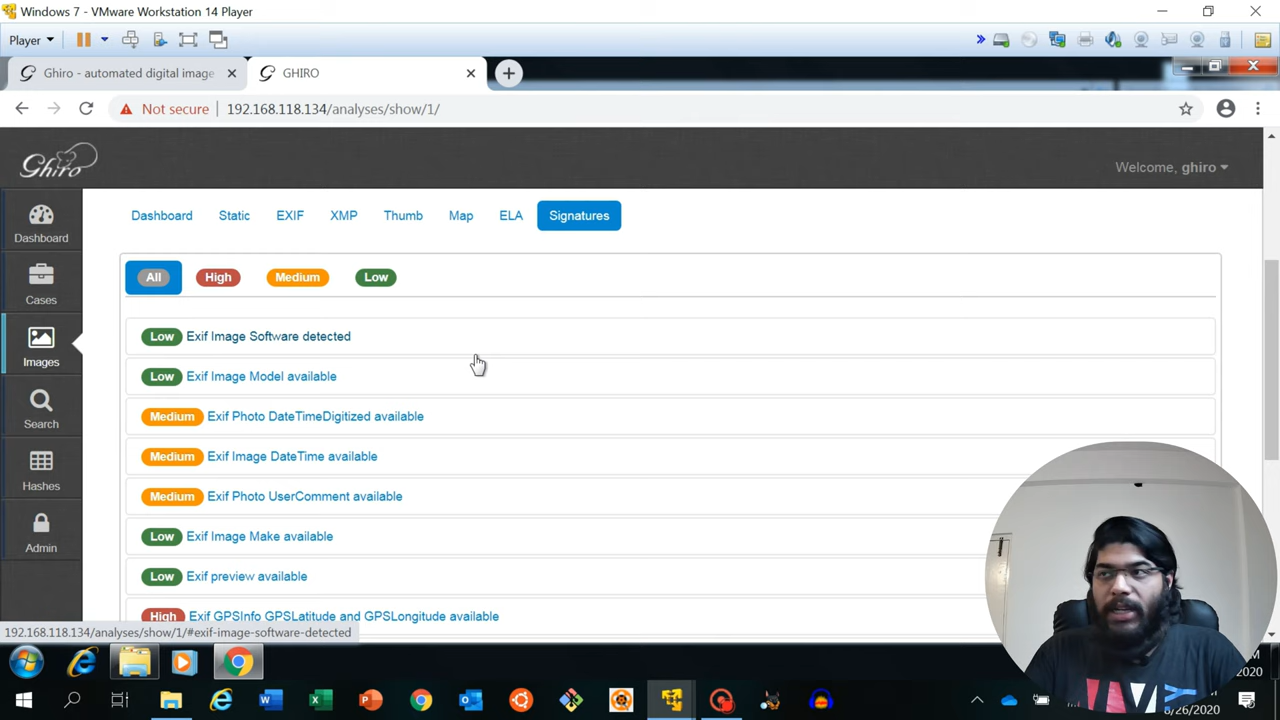 Windows 7 - VMware Workstation 14 Player
Player
Ghiro - automated digital image
GHIRO
Not secure
192.168.118.134/analyses/show/1/
Ghiro
Welcome, ghiro
Dashboard
Cases
Images
Search
Hashes
Admin
Dashboard Static EXIF XMP Thumb Map ELA Signatures
All High Medium Low
Low Exif Image Software detected
Low Exif Image Model available
Medium Exif Photo DateTimeDigitized available
Medium Exif Image DateTime available
Medium Exif Photo UserComment available
Low Exif Image Make available
Low Exif preview available
High Exif GPSInfo GPSLatitude and GPSLongitude available
192.168.118.134/analyses/show/1/#exif-image-software-detected
8/26/2020